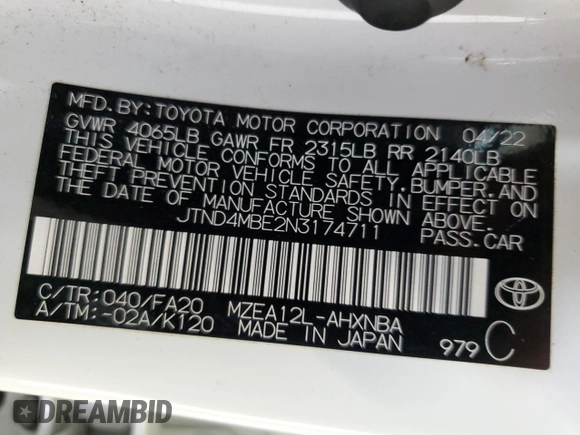 MFD. BY: TOYOTA MOTOR CORPORATION 04/22
GVWR 4065LB GAWR FR 2315LB RR 2140LB
THIS VEHICLE CONFORMS TO ALL APPLICABLE
FEDERAL MOTOR VEHICLE SAFETY, BUMPER, AND
THEFT PREVENTION STANDARDS IN EFFECT ON
THE DATE OF MANUFACTURE SHOWN ABOVE.
JTND4MBE2N3174711 PASS. CAR
C/TR: 040/FA20 MZEA12L-AHXNBA
A/TM: -02A/K120 MADE IN JAPAN 979 C
DREAMBID